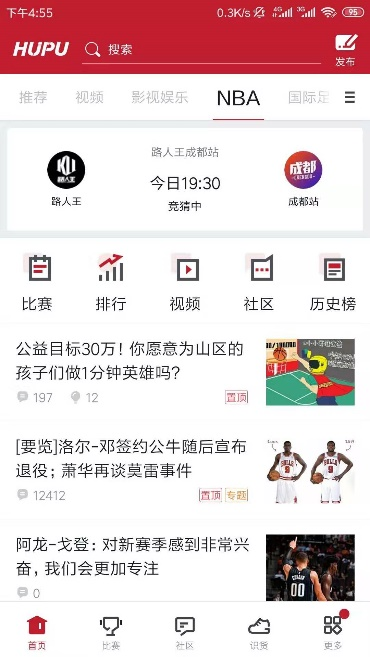 下午4:55
0.3K/s
4G
3G
95
HUPU
搜索
发布
推荐
视频
影视娱乐
NBA
国际足
路人王成都站
今日19:30
竞猜中
路人王
成都
成都站
比赛
排行
视频
社区
历史榜
公益目标30万！你愿意为山区的
孩子们做1分钟英雄吗？
197
12
置顶
[要览]洛尔-邓签约公牛随后宣布
退役；萧华再谈莫雷事件
12412
置顶
专题
阿龙-戈登：对新赛季感到非常兴
奋，我们会更加专注
0
00
首页
比赛
社区
识货
更多